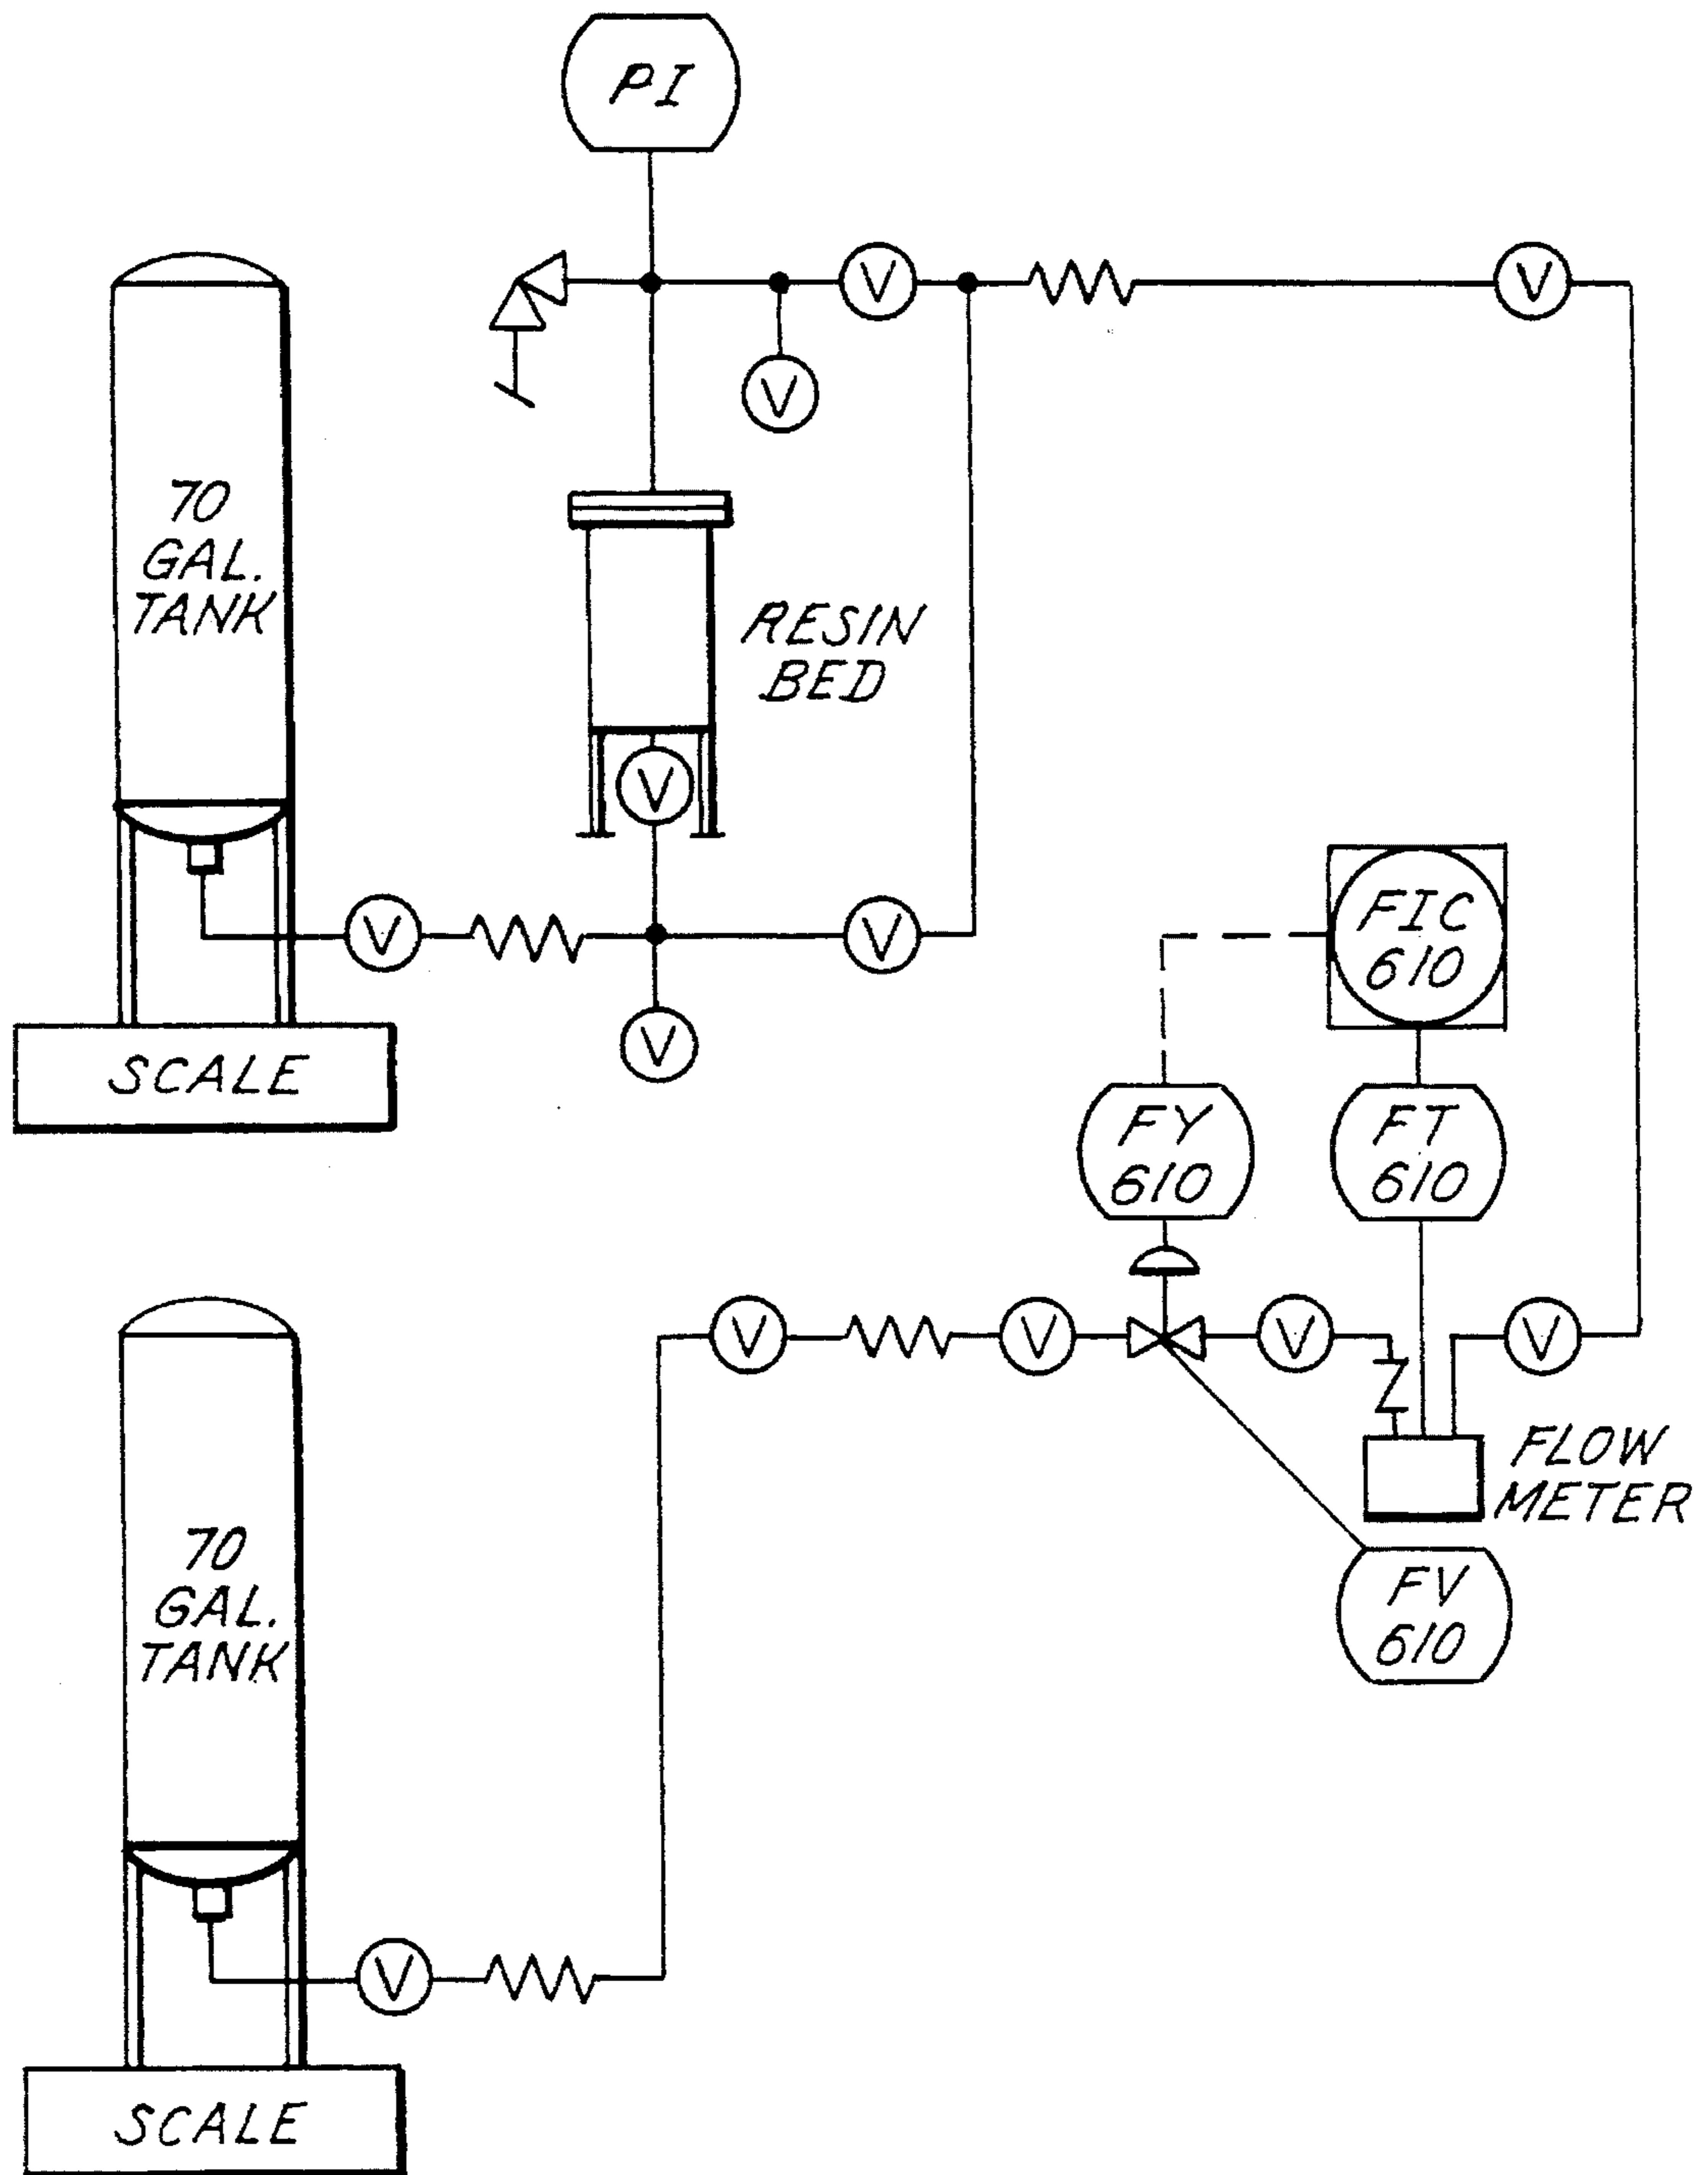 PI
V
V
V
70
GAL.
TANK
RESIN
BED
V
V
V
V
SCALE
FIC
610
FY
610
FT
610
V
V
V
V
FLOW
METER
70
GAL.
TANK
FV
610
V
SCALE